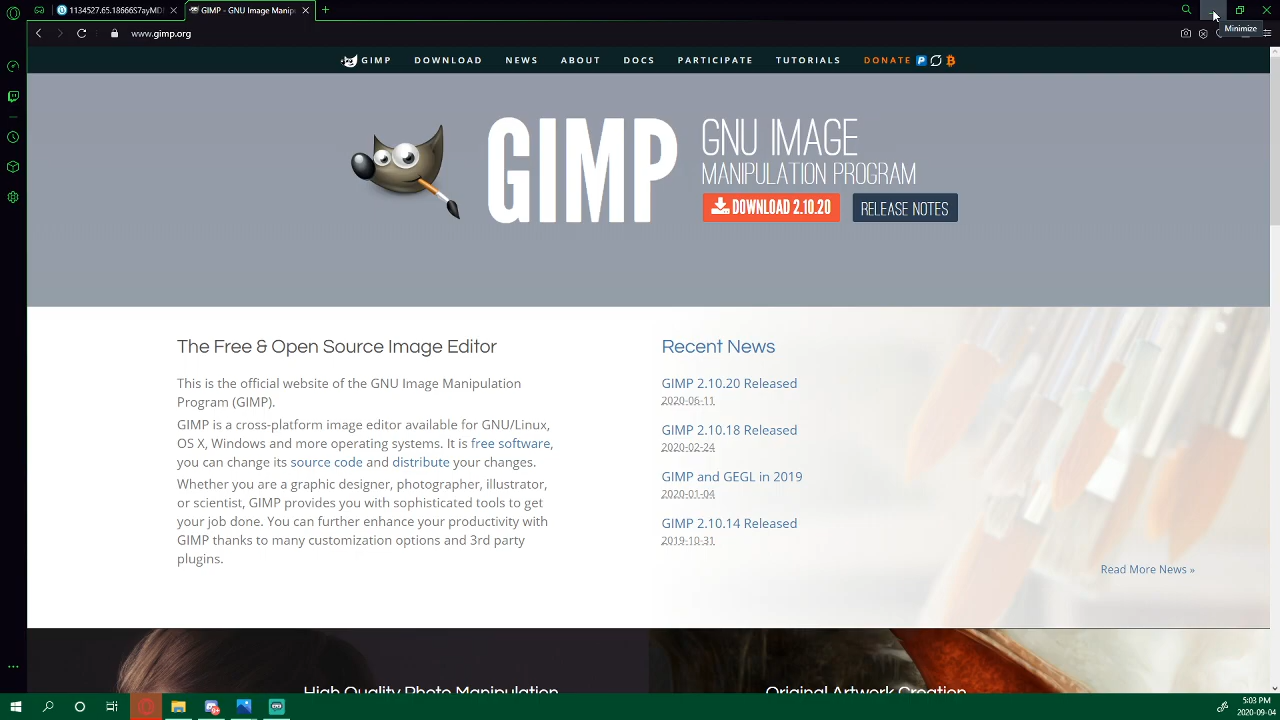 1134527.65.18666S7ayMD
GIMP - GNU Image Manip
Minimize
www.gimp.org
GIMP DOWNLOAD NEWS ABOUT DOCS PARTICIPATE TUTORIALS DONATE
GIMP
GNU IMAGE
MANIPULATION PROGRAM
DOWNLOAD 2.10.20
RELEASE NOTES
The Free & Open Source Image Editor
This is the official website of the GNU Image Manipulation
Program (GIMP).
GIMP is a cross-platform image editor available for GNU/Linux,
OS X, Windows and more operating systems. It is free software,
you can change its source code and distribute your changes.
Whether you are a graphic designer, photographer, illustrator,
or scientist, GIMP provides you with sophisticated tools to get
your job done. You can further enhance your productivity with
GIMP thanks to many customization options and 3rd party
plugins.
Recent News
GIMP 2.10.20 Released
2020-06-11
GIMP 2.10.18 Released
2020-02-24
GIMP and GEGL in 2019
2020-01-04
GIMP 2.10.14 Released
2019-10-31
Read More News »
High Quality Photo Manipulation
Original Artwork Creation
5:03 PM
2020-09-04